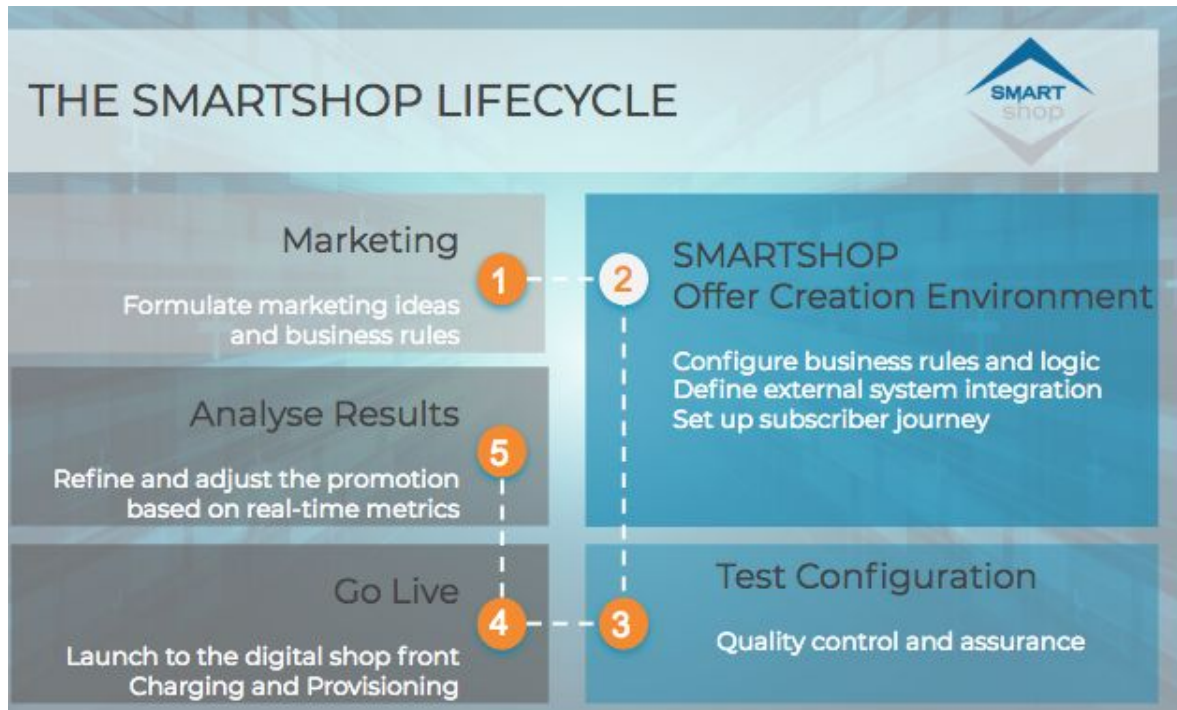 THE SMARTSHOP LIFECYCLE
SMART
shop
Marketing
1
Formulate marketing ideas
and business rules
2
SMARTSHOP
Offer Creation Environment
Configure business rules and logic
Define external system integration
Set up subscriber journey
3
Test Configuration
Quality control and assurance
Go Live
4
Launch to the digital shop front
Charging and Provisioning
Analyse Results
5
Refine and adjust the promotion
based on real-time metrics